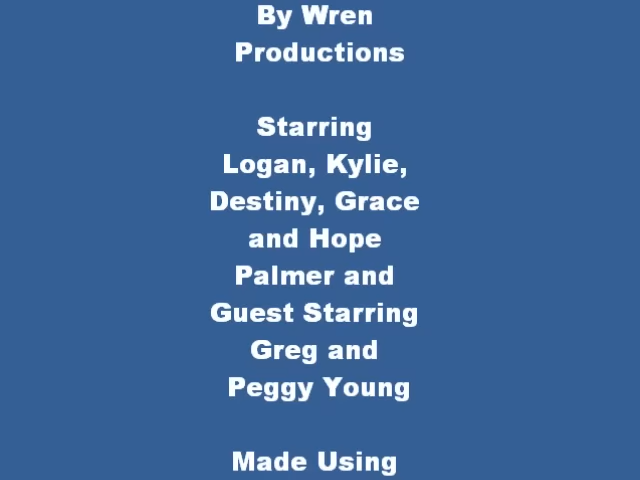 By Wren
Productions
Starring
Logan, Kylie,
Destiny, Grace
and Hope
Palmer and
Guest Starring
Greg and
Peggy Young
Made Using